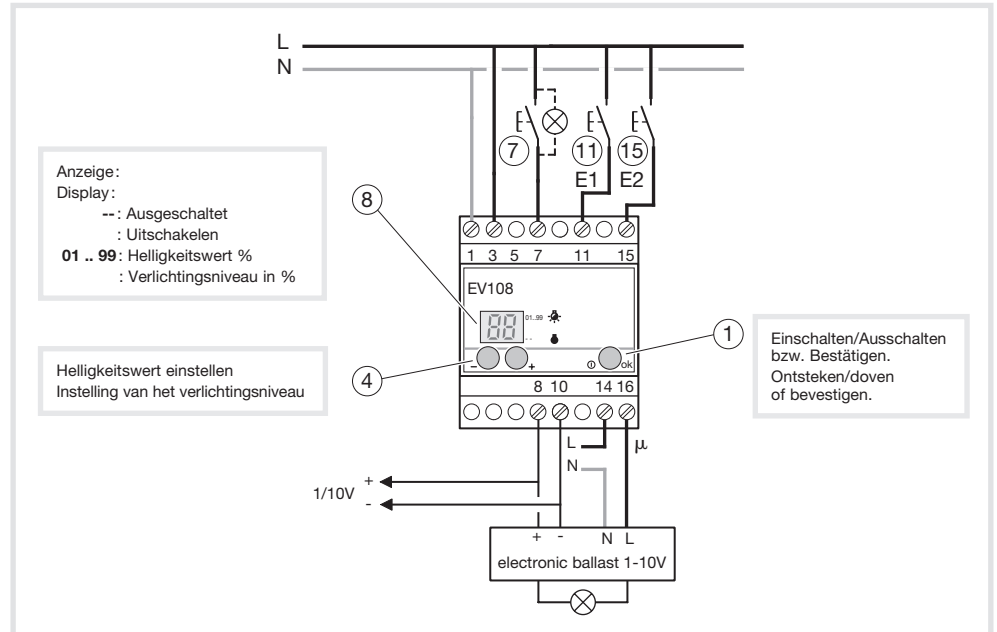 L
N
7
11
15
E1
E2
Anzeige:
Display:
--: Ausgeschaltet
: Uitschakelen
01 .. 99: Helligkeitswert %
: Verlichtingsniveau in %
8
1 3 5 7 11 15
EV108
88
01..99
--
1
Einschalten/Ausschalten
bzw. Bestätigen.
Ontsteken/doven
of bevestigen.
Helligkeitswert einstellen
Instelling van het verlichtingsniveau
4
- + ok
8 10 14 16
L
N
μ
1/10V
+
-
+ - N L
electronic ballast 1-10V